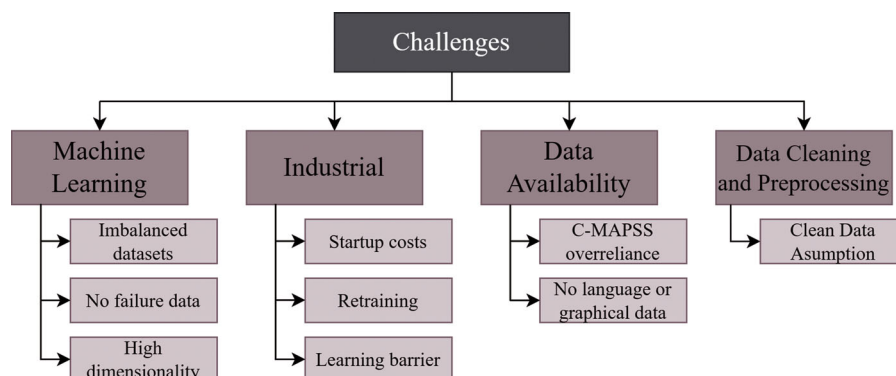 Challenges
Machine
Learning
Imbalanced
datasets
No failure data
High
dimensionality
Industrial
Startup costs
Retraining
Learning barrier
Data
Availability
C-MAPSS
overreliance
No language or
graphical data
Data Cleaning
and Preprocessing
Clean Data
Asumption